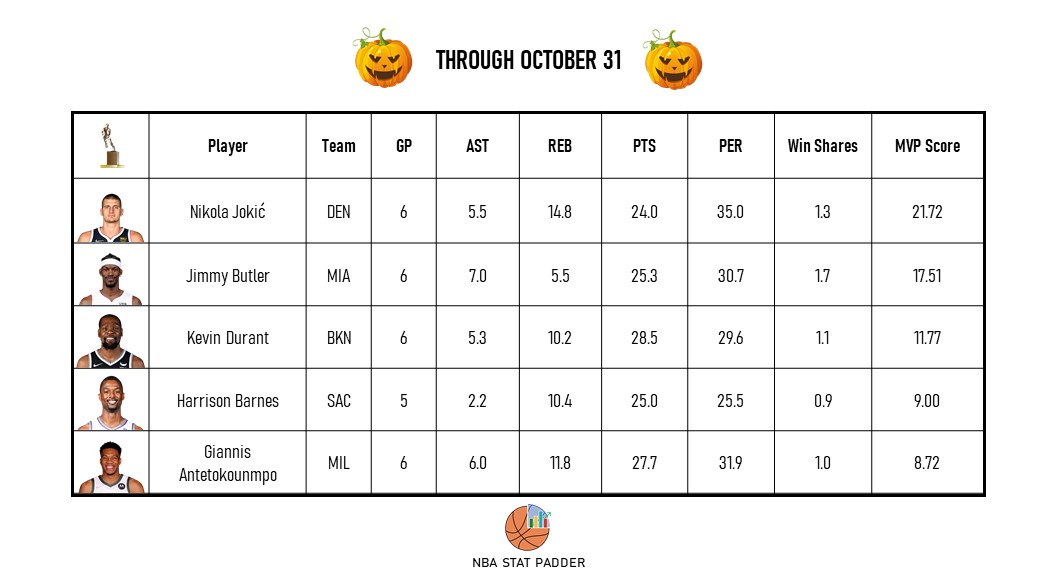 THROUGH OCTOBER 31
Player Team GP AST REB PTS PER Win Shares MVP Score
Nikola Jokić DEN 6 5.5 14.8 24.0 35.0 1.3 21.72
Jimmy Butler MIA 6 7.0 5.5 25.3 30.7 1.7 17.51
Kevin Durant BKN 6 5.3 10.2 28.5 29.6 1.1 11.77
Harrison Barnes SAC 5 2.2 10.4 25.0 25.5 0.9 9.00
Giannis
Antetokounmpo MIL 6 6.0 11.8 27.7 31.9 1.0 8.72
NBA STAT PADDER